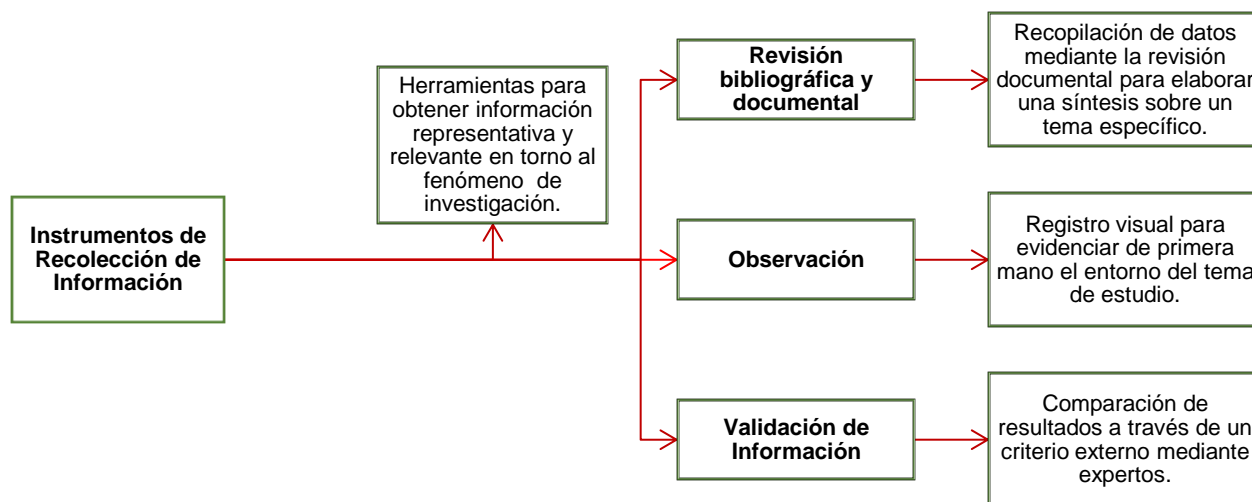 Instrumentos de
Recolección de
Información
Herramientas para
obtener información
representativa y
relevante en torno al
fenómeno de
investigación.
Revisión
bibliográfica y
documental
Recopilación de datos
mediante la revisión
documental para elaborar
una síntesis sobre un
tema específico.
Observación
Registro visual para
evidenciar de primera
mano el entorno del tema
de estudio.
Validación de
Información
Comparación de
resultados a través de un
criterio externo mediante
expertos.